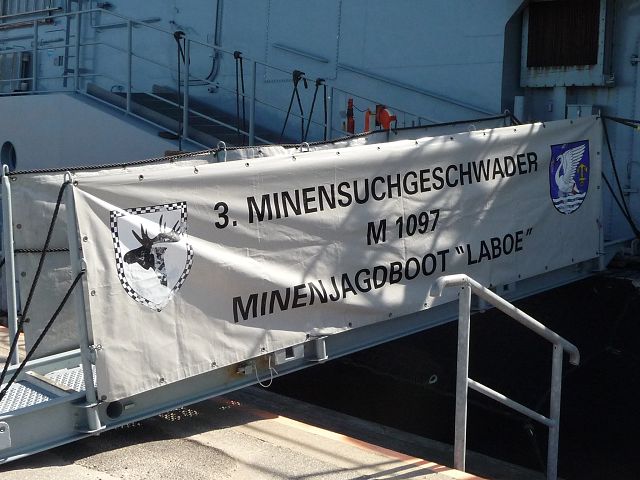 3. MINENSUCHGESCHWADER
M 1097
MINENJAGDBOOT "LABOE"